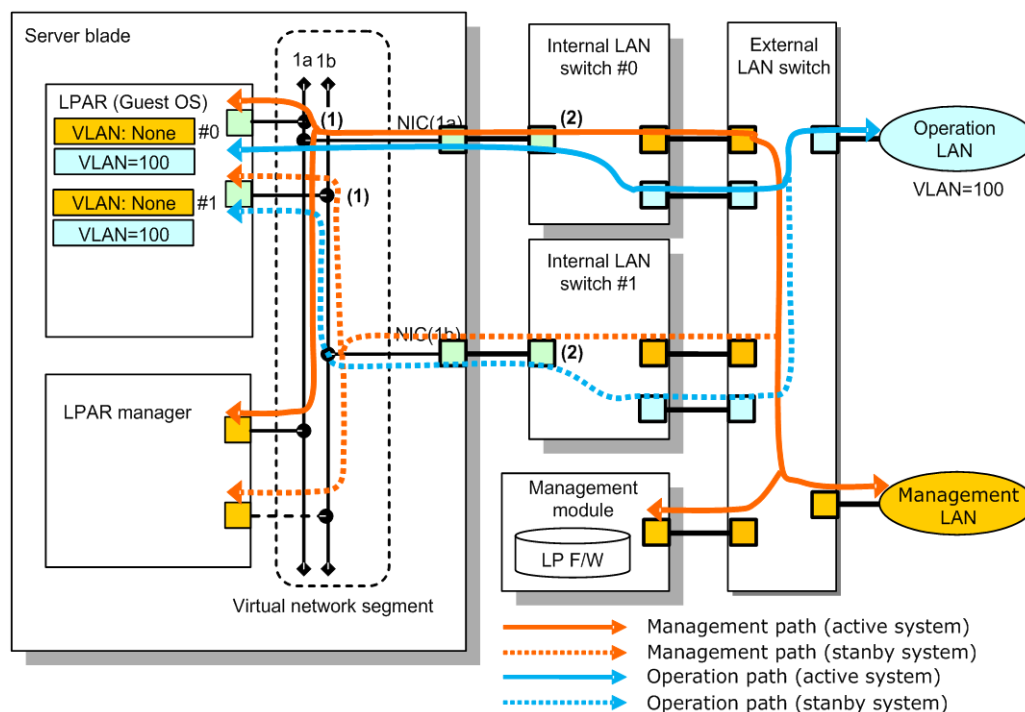 Server blade
1a 1b
LPAR (Guest OS)
VLAN: None
#0
VLAN=100
VLAN: None
#1
VLAN=100
(1)
(1)
NIC(1a)
NIC(1b)
LPAR manager
Virtual network segment
Internal LAN
switch #0
(2)
Internal LAN
switch #1
(2)
External
LAN switch
Operation
LAN
VLAN=100
Management
module
LP F/W
Management
LAN
Management path (active system)
Management path (stanby system)
Operation path (active system)
Operation path (stanby system)